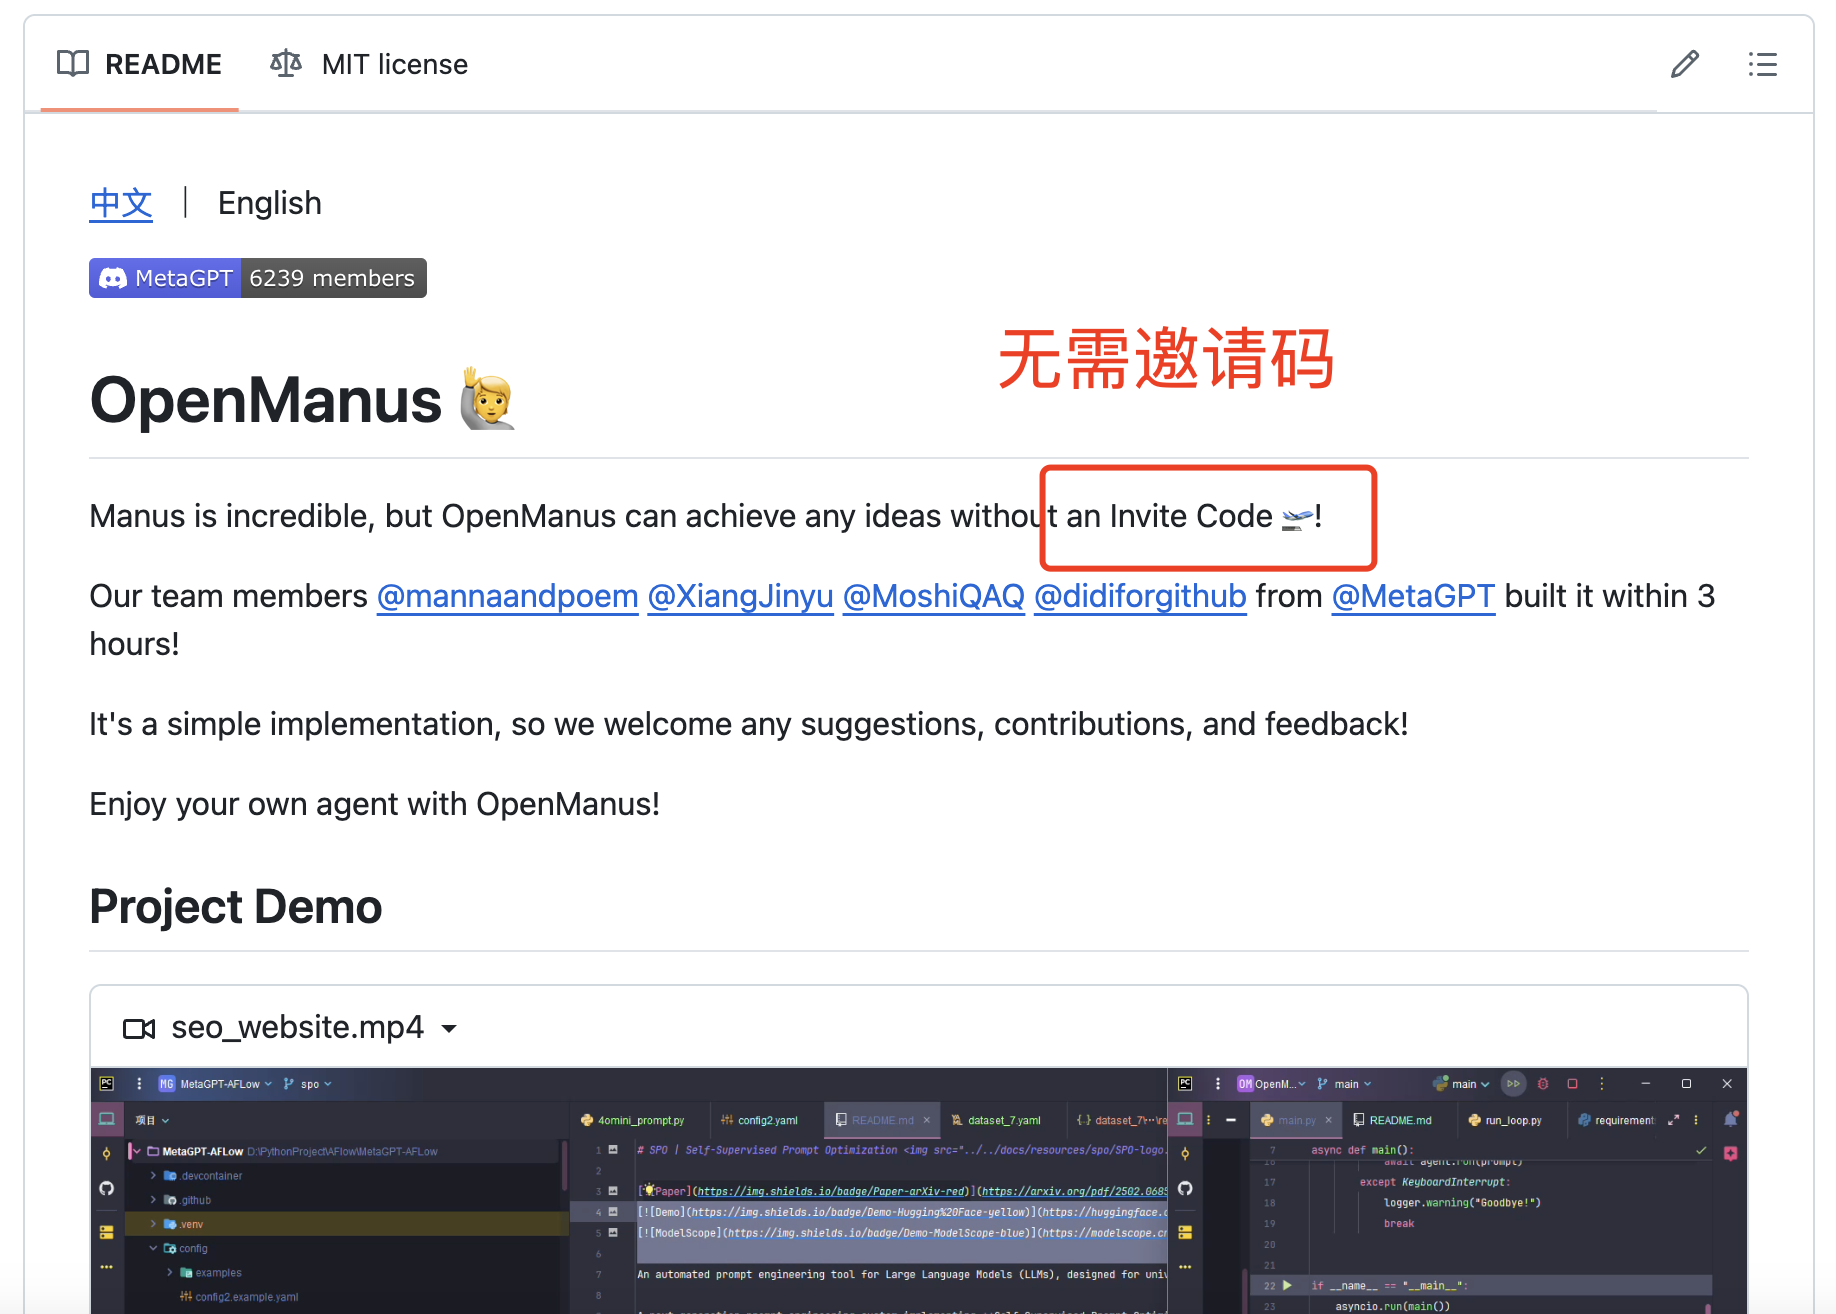 README
MIT license
中文 | English
MetaGPT 6239 members
无需邀请码
OpenManus
Manus is incredible, but OpenManus can achieve any ideas without an Invite Code 🛫!
Our team members @mannaandpoem @XiangJinyu @MoshiQAQ @didiforgithub from @MetaGPT built it within 3
hours!
It's a simple implementation, so we welcome any suggestions, contributions, and feedback!
Enjoy your own agent with OpenManus!
Project Demo
seo_website.mp4
PC MG MetaGPT-AFLow spo
项目
MetaGPT-AFLow D:\PythonProject\AFlow\MetaGPT-AFLow
.devcontainer
.github
.venv
config
examples
config2.example.yaml
4omini_prompt.py config2.yaml README.md dataset_7.yaml
1 # SPO | Self-Supervised Prompt Optimization <img src="../../docs/resources/spo/SPO-logo.
2
3 [Paper](https://img.shields.io/badge/Paper-arXiv-red)](https://arxiv.org/pdf/2502.0685
4 [![Demo](https://img.shields.io/badge/Demo-Hugging%20Face-yellow)](https://huggingface.
5 [![ModelScope](https://img.shields.io/badge/Demo-ModelScope-blue)](https://modelscope.cn
6
7 An automated prompt engineering tool for Large Language Models (LLMs), designed for univ
8
PC OM OpenM... main main
main.py README.md run_loop.py requirement
7 async def main():
await agent.run(prompt)
17 except KeyboardInterrupt:
18 logger.warning("Goodbye!")
19 break
20
21
22 if __name__ == "__main__":
23 asyncio.run(main())